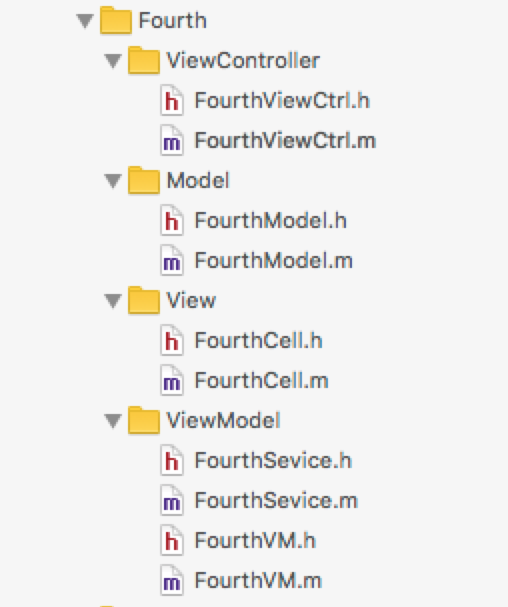 Fourth
ViewController
h FourthViewCtrl.h
m FourthViewCtrl.m
Model
h FourthModel.h
m FourthModel.m
View
h FourthCell.h
m FourthCell.m
ViewModel
h FourthSevice.h
m FourthSevice.m
h FourthVM.h
m FourthVM.m